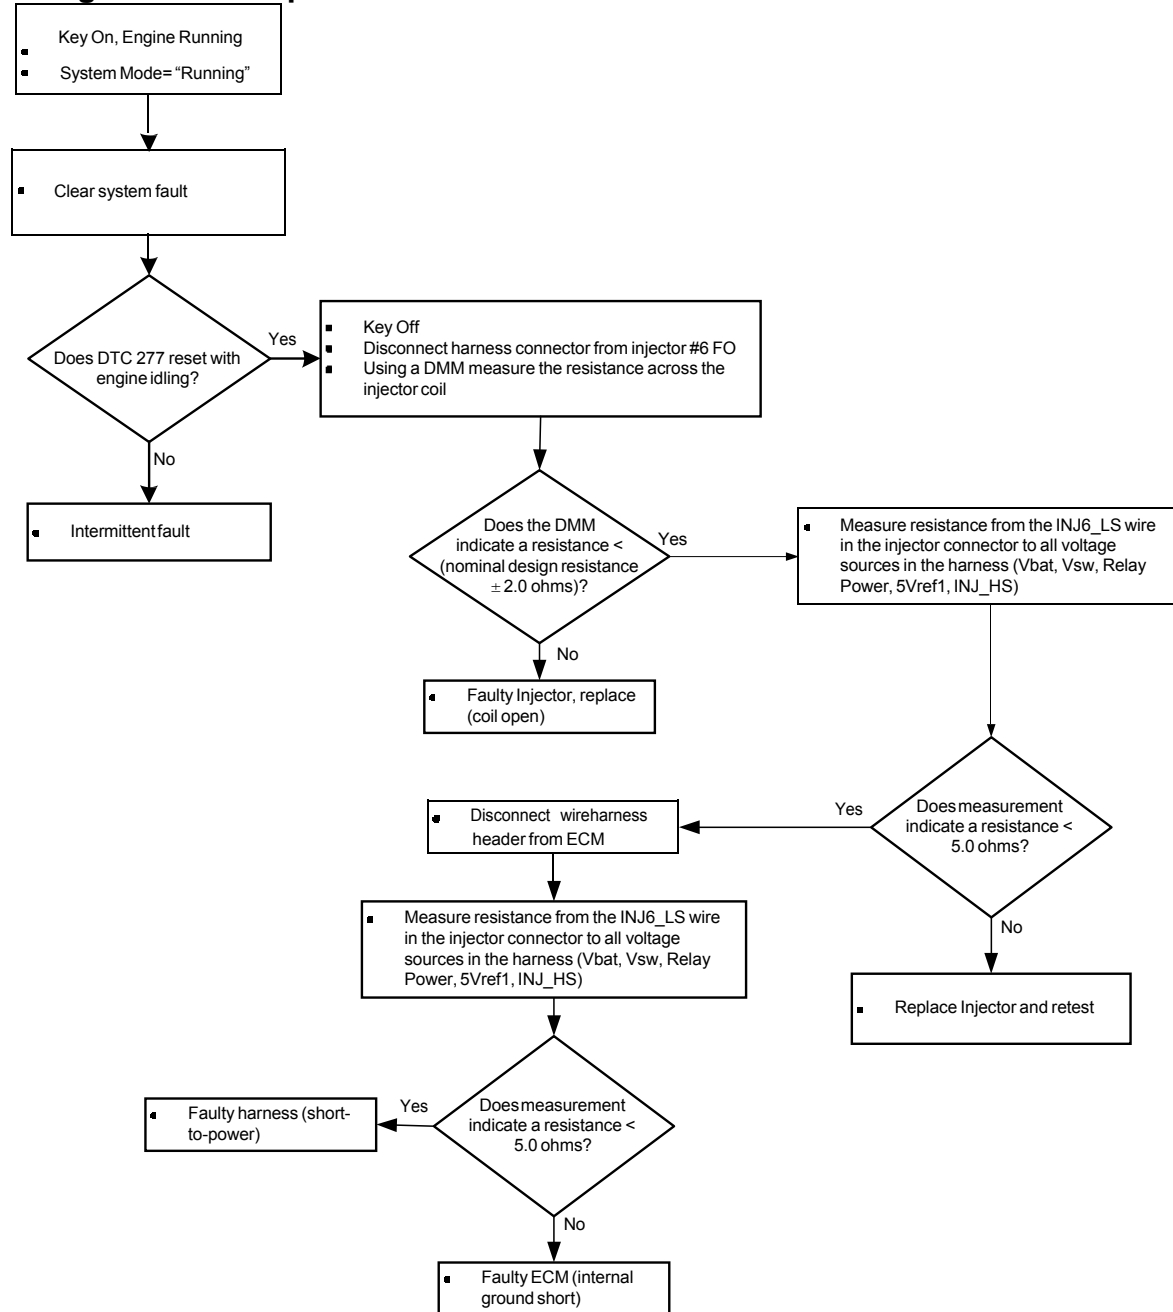 Key On, Engine Running
System Mode= “Running”
Clear system fault
Does DTC 277 reset with
engine idling?
Yes
No
Intermittent fault
Key Off
Disconnect harness connector from injector #6 FO
Using a DMM measure the resistance across the
injector coil
Does the DMM
indicate a resistance <
(nominal design resistance
± 2.0 ohms)?
Yes
No
Faulty Injector, replace
(coil open)
Measure resistance from the INJ6_LS wire
in the injector connector to all voltage
sources in the harness (Vbat, Vsw, Relay
Power, 5Vref1, INJ_HS)
Does measurement
indicate a resistance <
5.0 ohms?
Yes
No
Replace Injector and retest
Disconnect wireharness
header from ECM
Measure resistance from the INJ6_LS wire
in the injector connector to all voltage
sources in the harness (Vbat, Vsw, Relay
Power, 5Vref1, INJ_HS)
Does measurement
indicate a resistance <
5.0 ohms?
Yes
Faulty harness (short-
to-power)
No
Faulty ECM (internal
ground short)